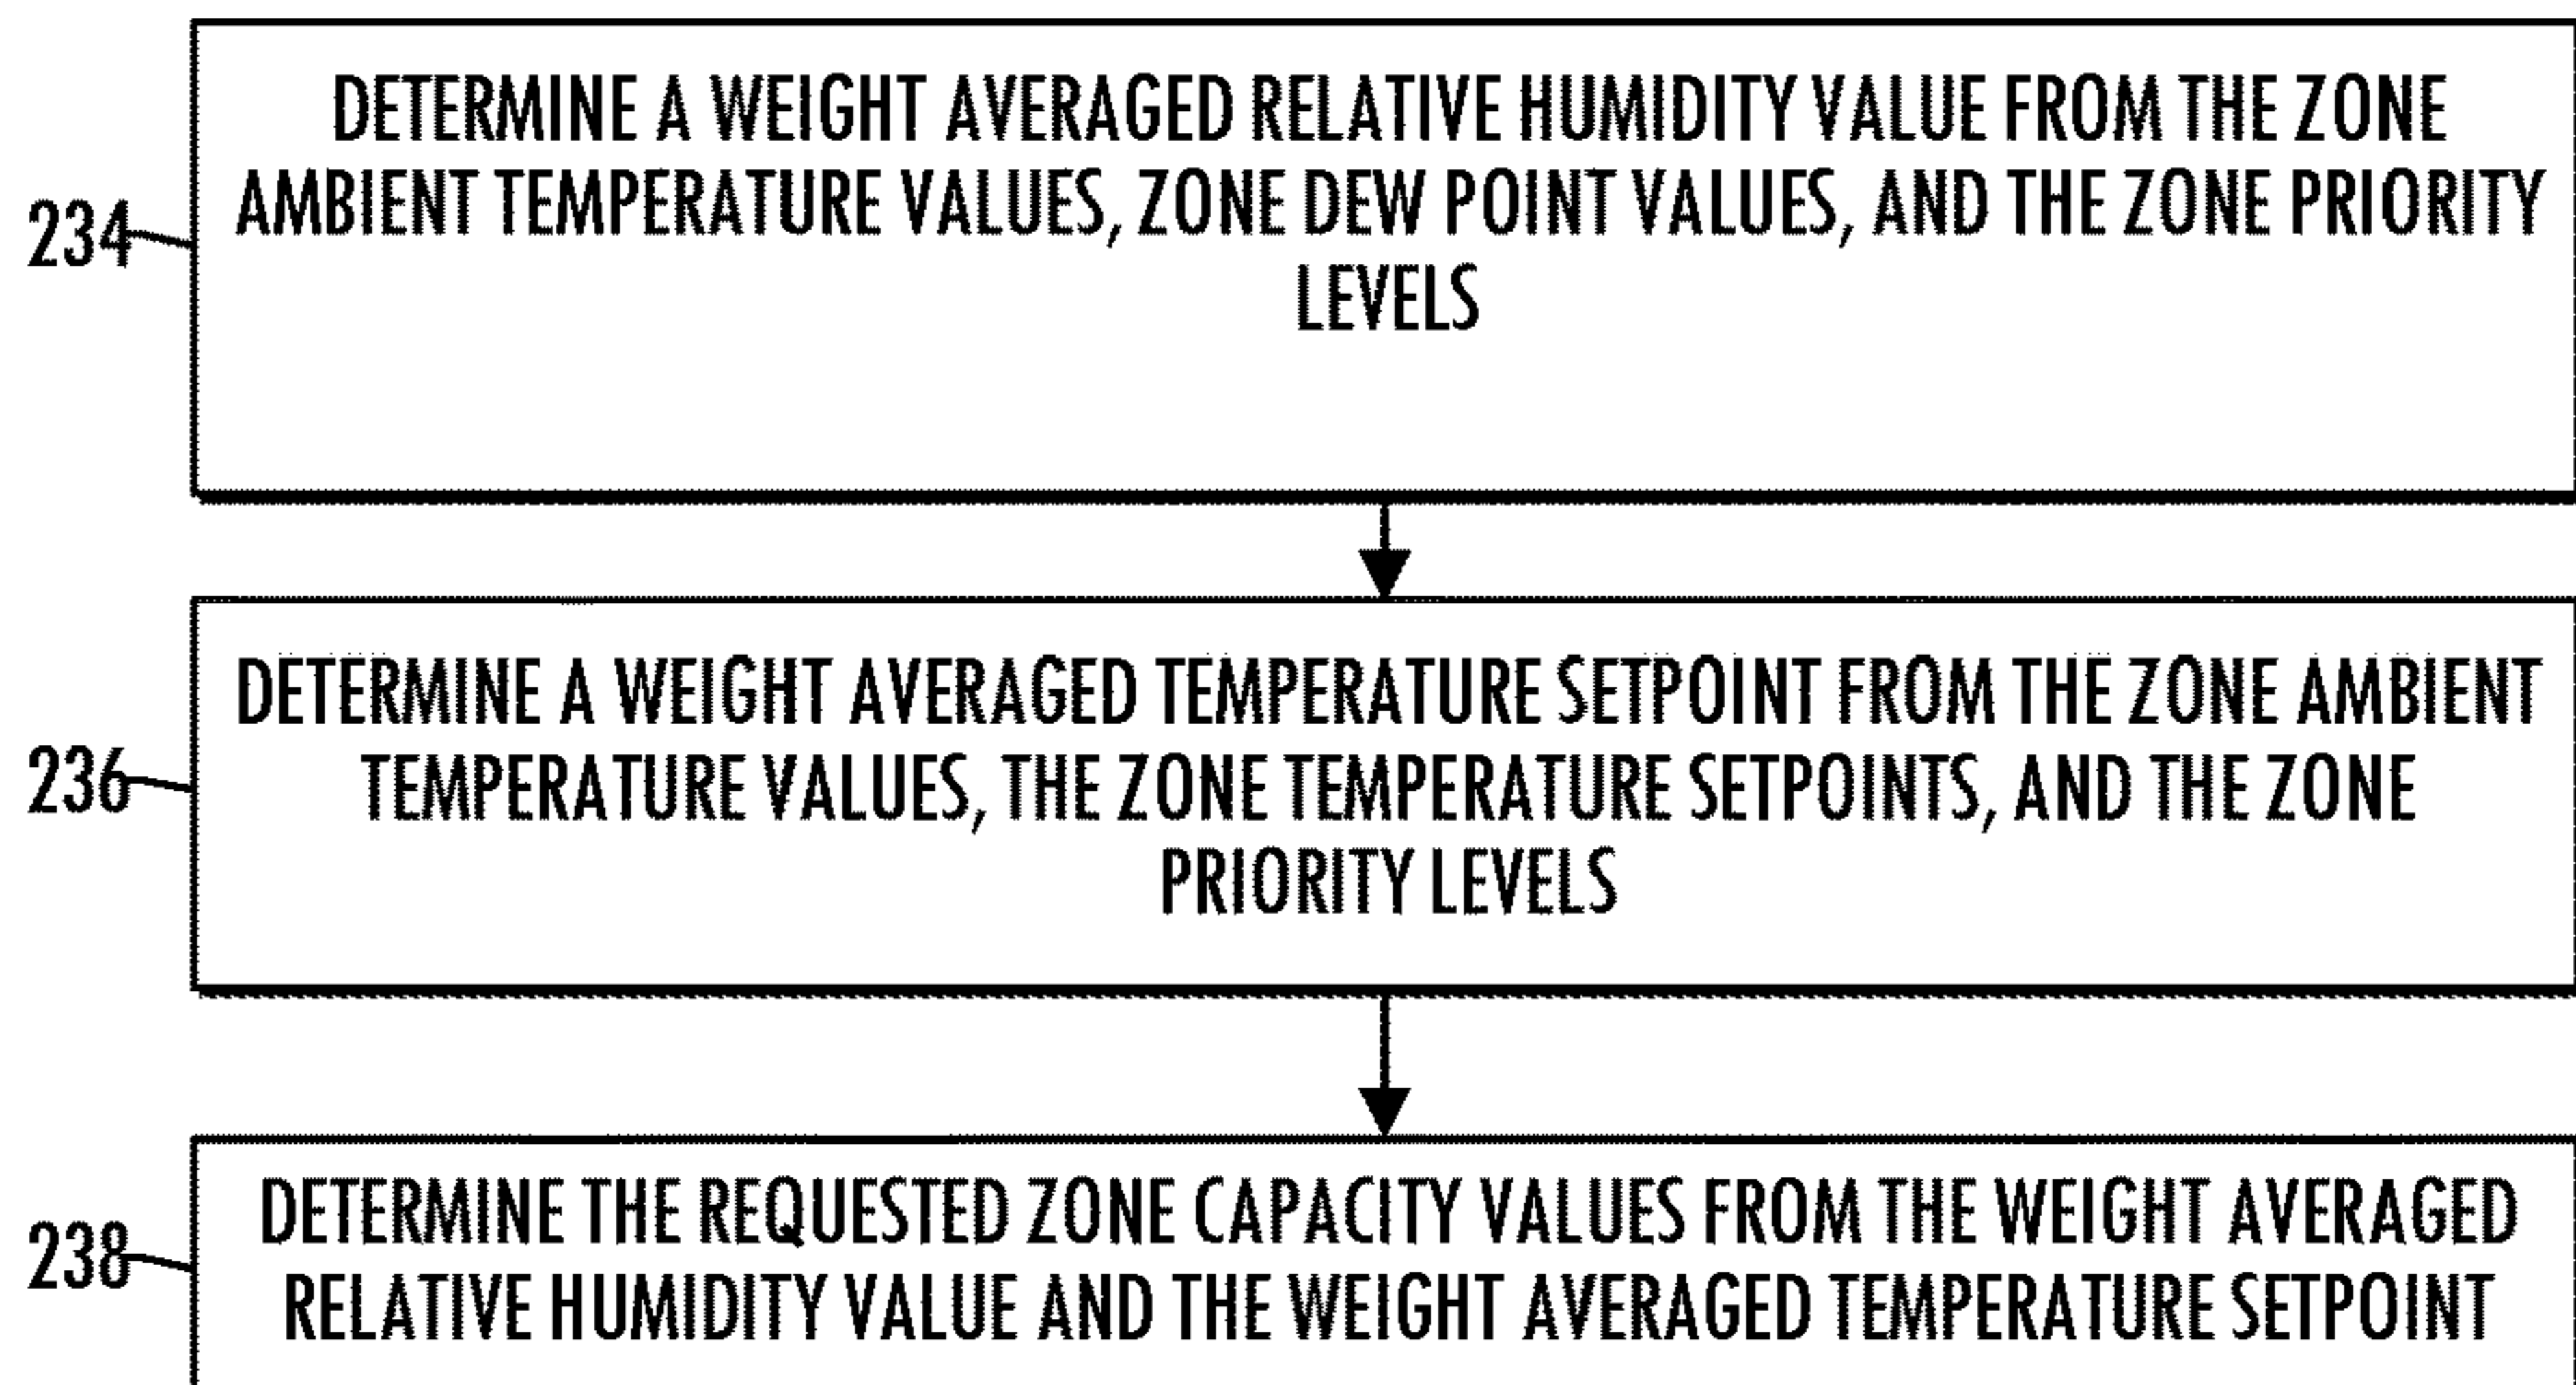 DETERMINE A WEIGHT AVERAGED RELATIVE HUMIDITY VALUE FROM THE ZONE
AMBIENT TEMPERATURE VALUES, ZONE DEW POINT VALUES, AND THE ZONE PRIORITY
LEVELS
234
DETERMINE A WEIGHT AVERAGED TEMPERATURE SETPOINT FROM THE ZONE AMBIENT
TEMPERATURE VALUES, THE ZONE TEMPERATURE SETPOINTS, AND THE ZONE
PRIORITY LEVELS
236
DETERMINE THE REQUESTED ZONE CAPACITY VALUES FROM THE WEIGHT AVERAGED
RELATIVE HUMIDITY VALUE AND THE WEIGHT AVERAGED TEMPERATURE SETPOINT
238